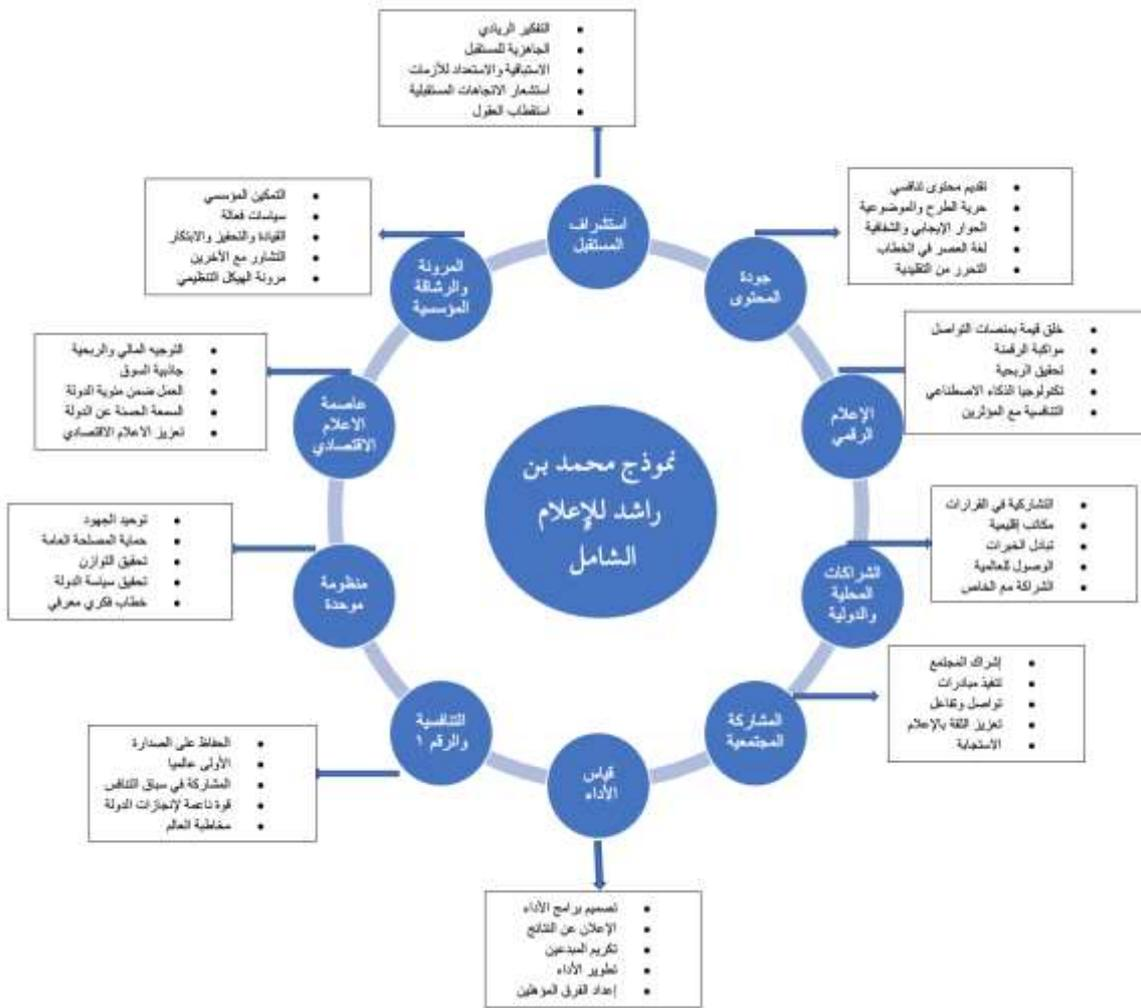 التفكير الريادي
الجاهزية للمستقبل
الاستباقية والاستعداد للأزمات
استشعار الاتجاهات المستقبلية
استقطاب العقول
استشراف
المستقبل
تقديم محتوى تنافسي
حرية الطرح والموضوعية
الحوار الإيجابي والشفافية
لغة العصر في الخطاب
التحرر من التقليدية
جودة
المحتوى
خلق قيمة بمنصات التواصل
مواكبة الرقمنة
تحقيق الربحية
تكنولوجيا الذكاء الاصطناعي
التنافسية مع المؤثرين
الإعلام
الرقمي
التشاركية في القرارات
مكاتب إقليمية
تبادل الخبرات
الوصول للعالمية
الشراكة مع الخاص
الشراكات
المحلية
والدولية
إشراك المجتمع
تنفيذ مبادرات
تواصل وتفاعل
تعزيز الثقة بالإعلام
الاستجابة
المشاركة
المجتمعية
قياس
الأداء
تصميم برامج الأداء
الإعلان عن النتائج
تكريم المبدعين
تطوير الأداء
إعداد الفرق المؤهلين
التنافسية
والرقم ١
الحفاظ على الصدارة
الأولى عالميا
المشاركة في سباق التنافس
قوة ناعمة لإنجازات الدولة
مخاطبة العالم
منظومة
موحدة
توحيد الجهود
حماية المصلحة العامة
تحقيق التوازن
تحقيق سياسة الدولة
خطاب فكري معرفي
عاصمة
الاعلام
الاقتصادي
التوجيه المالي والربحية
جاذبية السوق
العمل ضمن مئوية الدولة
السمعة الحسنة عن الدولة
تعزيز الاعلام الاقتصادي
المرونة
والرشاقة
المؤسسية
التمكين المؤسسي
سياسات فعالة
القيادة والتحفيز والابتكار
التشاور مع الآخرين
مرونة الهيكل التنظيمي
نموذج محمد بن
راشد للإعلام
الشامل